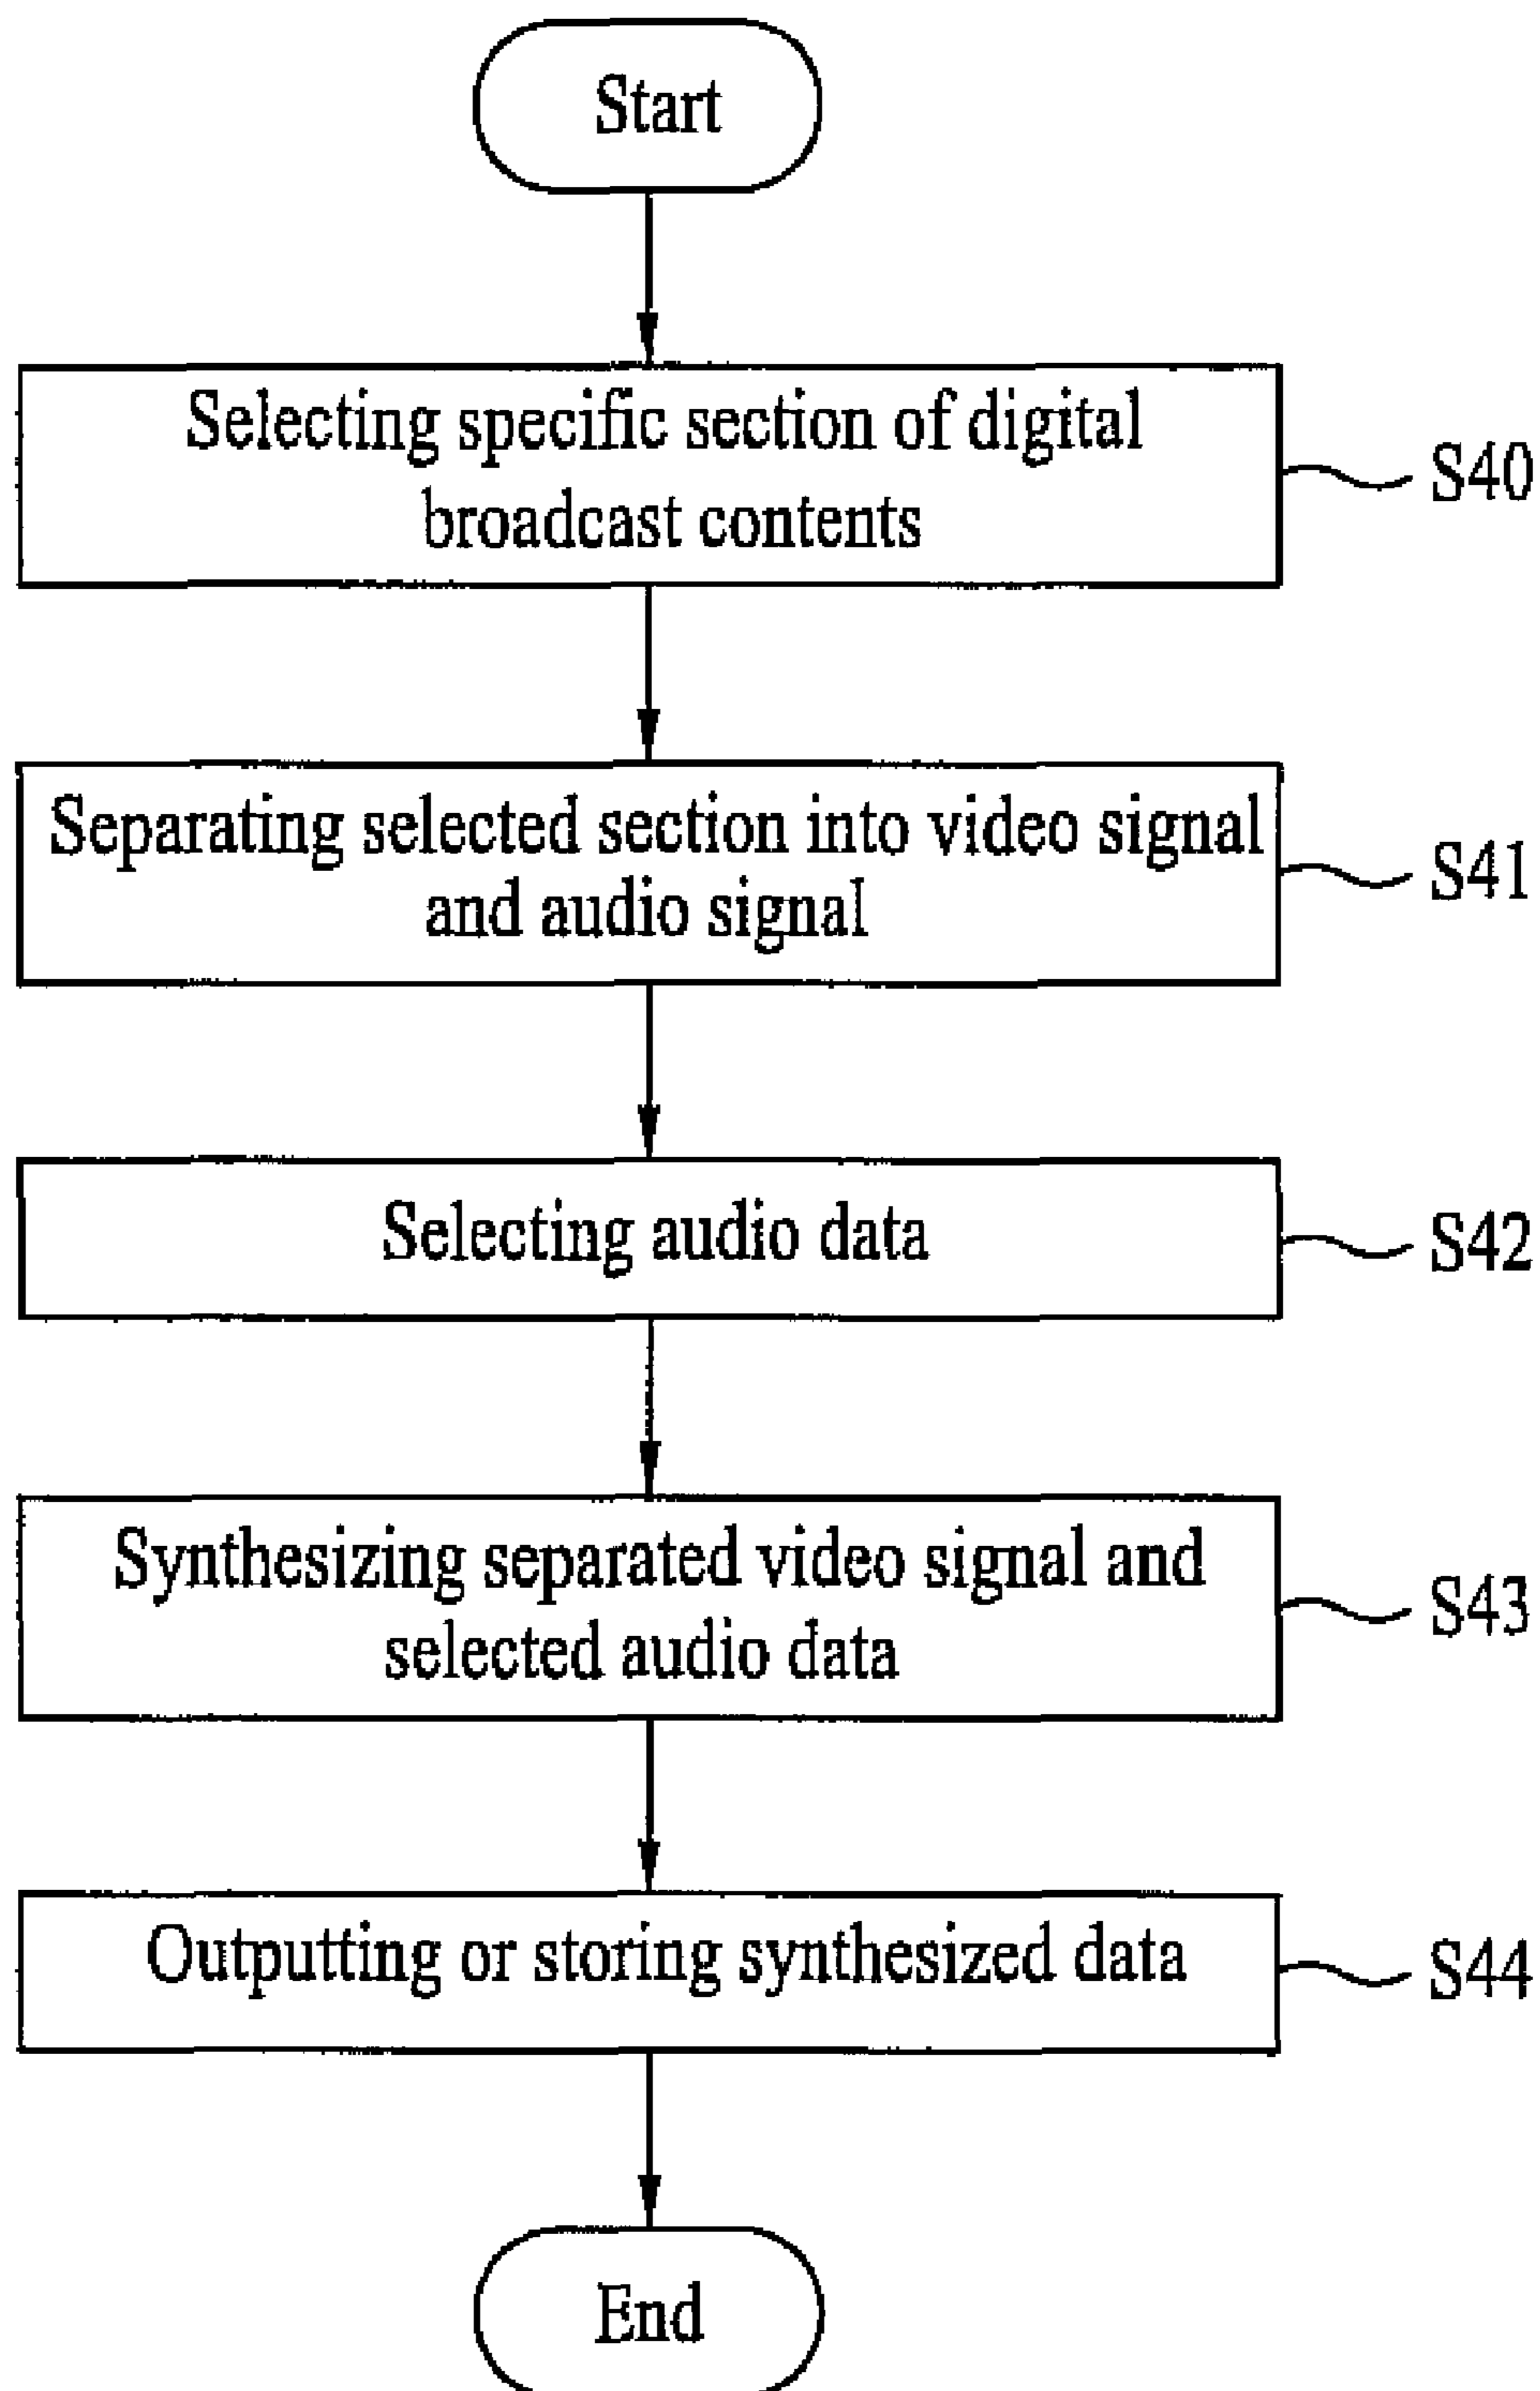 Start
Selecting specific section of digital
broadcast contents
S40
Separating selected section into video signal
and audio signal
S41
Selecting audio data
S42
Synthesizing separated video signal and
selected audio data
S43
Outputting or storing synthesized data
S44
End